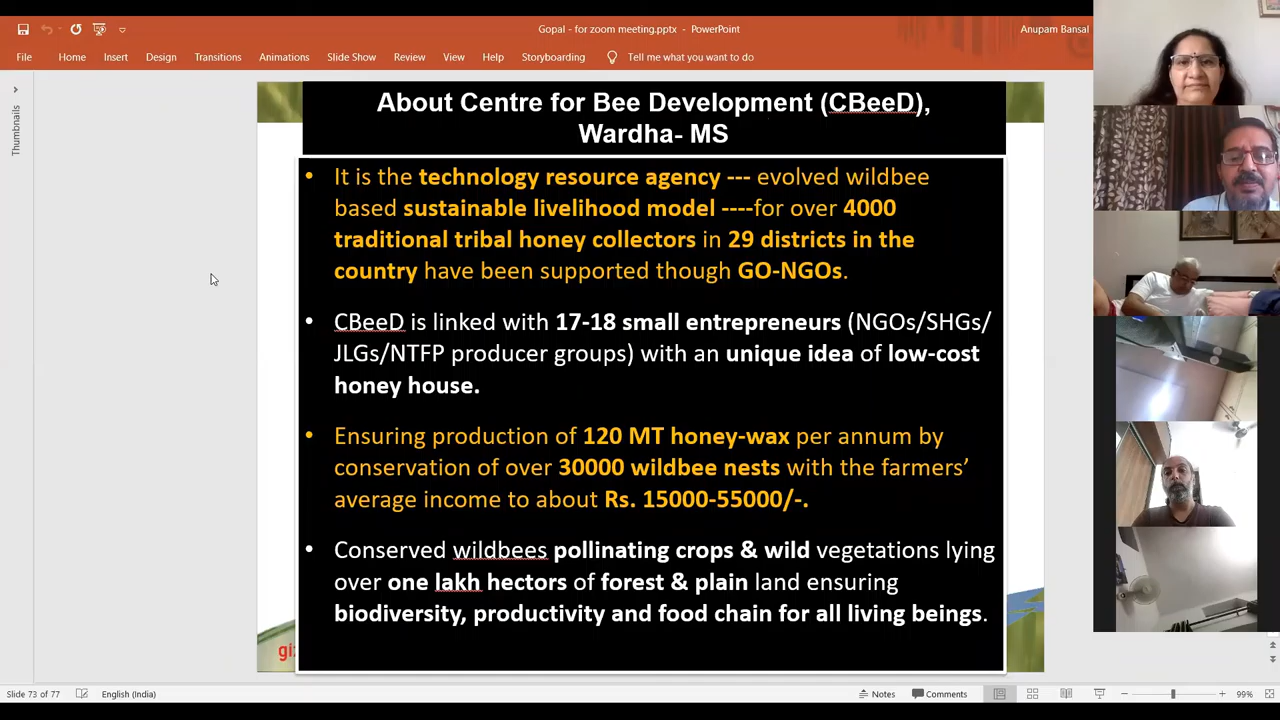 Gopal - for zoom meeting.pptx - PowerPoint
Anupam Bansal
File Home Insert Design Transitions Animations Slide Show Review View Help Storyboarding Tell me what you want to do
Thumbnails
About Centre for Bee Development (CBeeD),
Wardha- MS
• It is the technology resource agency --- evolved wildbee
based sustainable livelihood model ----for over 4000
traditional tribal honey collectors in 29 districts in the
country have been supported though GO-NGOs.
• CBeeD is linked with 17-18 small entrepreneurs (NGOs/SHGs/
JLGs/NTFP producer groups) with an unique idea of low-cost
honey house.
• Ensuring production of 120 MT honey-wax per annum by
conservation of over 30000 wildbee nests with the farmers’
average income to about Rs. 15000-55000/-.
• Conserved wildbees pollinating crops & wild vegetations lying
over one lakh hectors of forest & plain land ensuring
biodiversity, productivity and food chain for all living beings.
Slide 73 of 77 English (India) Notes Comments 99%